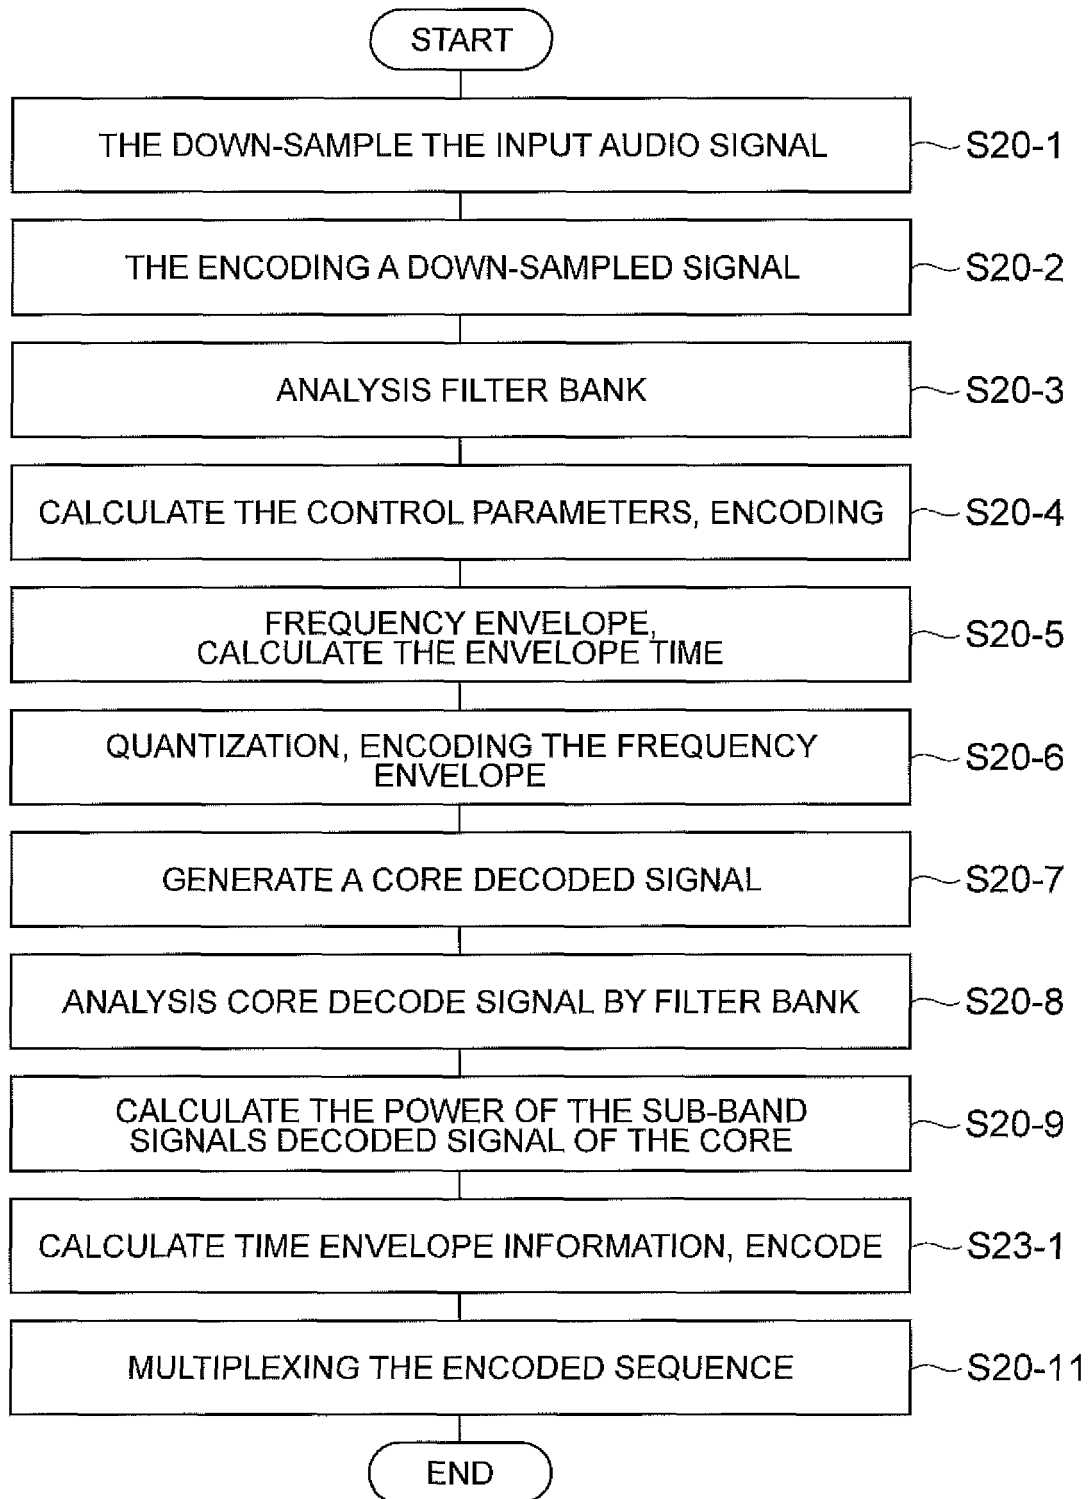 START
THE DOWN-SAMPLE THE INPUT AUDIO SIGNAL
S20-1
THE ENCODING A DOWN-SAMPLED SIGNAL
S20-2
ANALYSIS FILTER BANK
S20-3
CALCULATE THE CONTROL PARAMETERS, ENCODING
S20-4
FREQUENCY ENVELOPE,
CALCULATE THE ENVELOPE TIME
S20-5
QUANTIZATION, ENCODING THE FREQUENCY
ENVELOPE
S20-6
GENERATE A CORE DECODED SIGNAL
S20-7
ANALYSIS CORE DECODE SIGNAL BY FILTER BANK
S20-8
CALCULATE THE POWER OF THE SUB-BAND
SIGNALS DECODED SIGNAL OF THE CORE
S20-9
CALCULATE TIME ENVELOPE INFORMATION, ENCODE
S23-1
MULTIPLEXING THE ENCODED SEQUENCE
S20-11
END